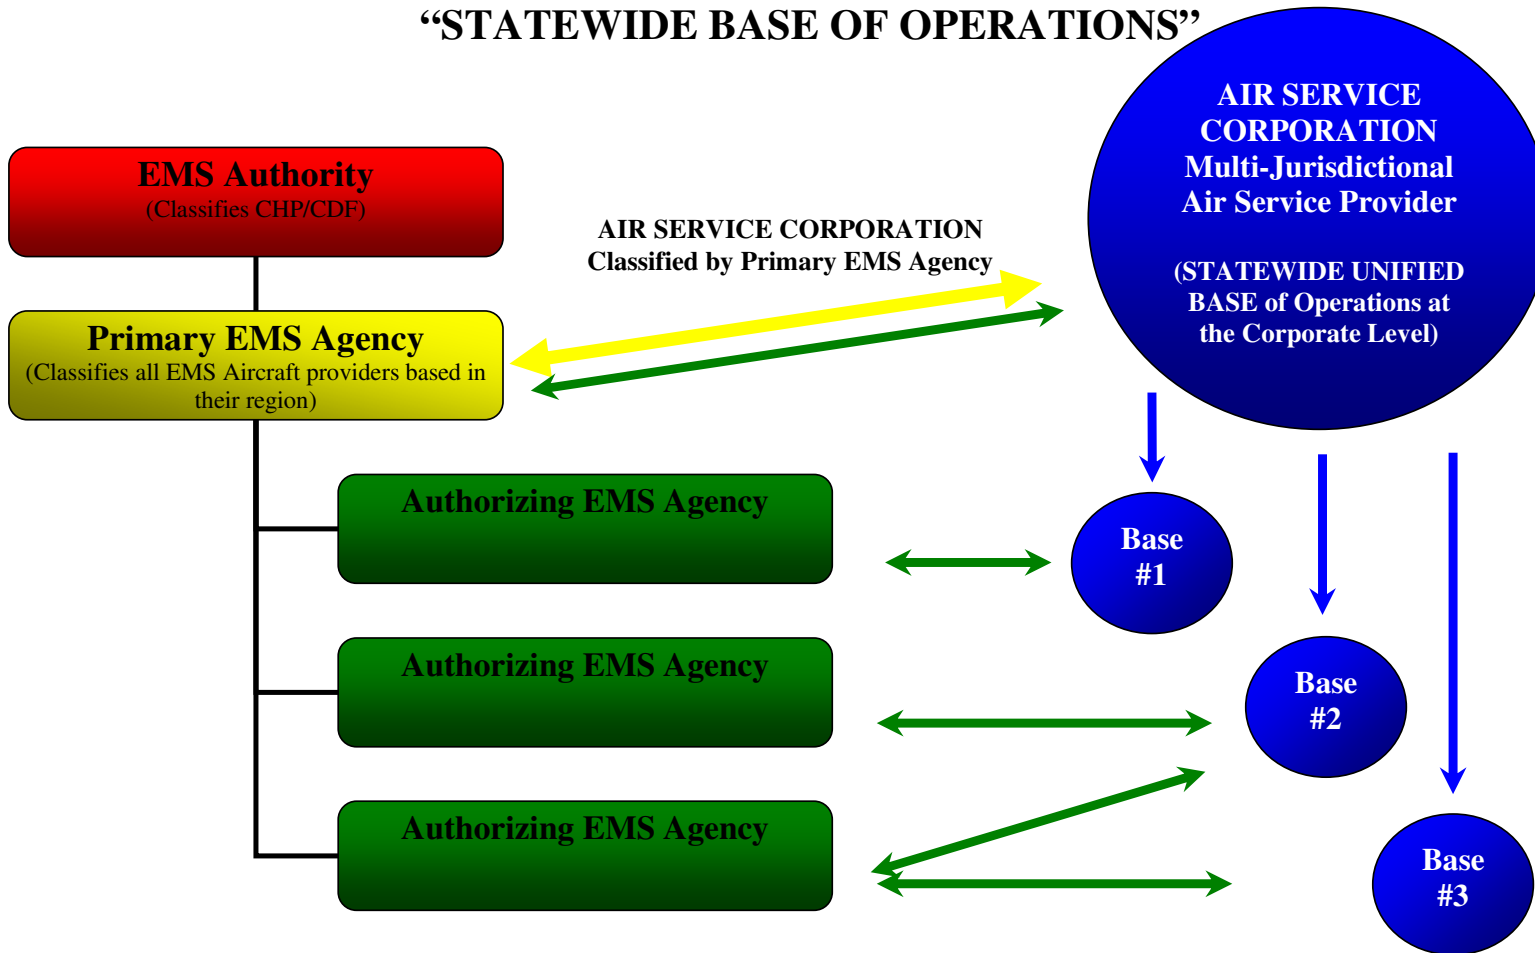 “STATEWIDE BASE OF OPERATIONS”
AIR SERVICE
CORPORATION
Multi-Jurisdictional
Air Service Provider
(STATEWIDE UNIFIED
BASE of Operations at
the Corporate Level)
EMS Authority
(Classifies CHP/CDF)
AIR SERVICE CORPORATION
Classified by Primary EMS Agency
Primary EMS Agency
(Classifies all EMS Aircraft providers based in
their region)
Authorizing EMS Agency
Base
#1
Authorizing EMS Agency
Base
#2
Authorizing EMS Agency
Base
#3